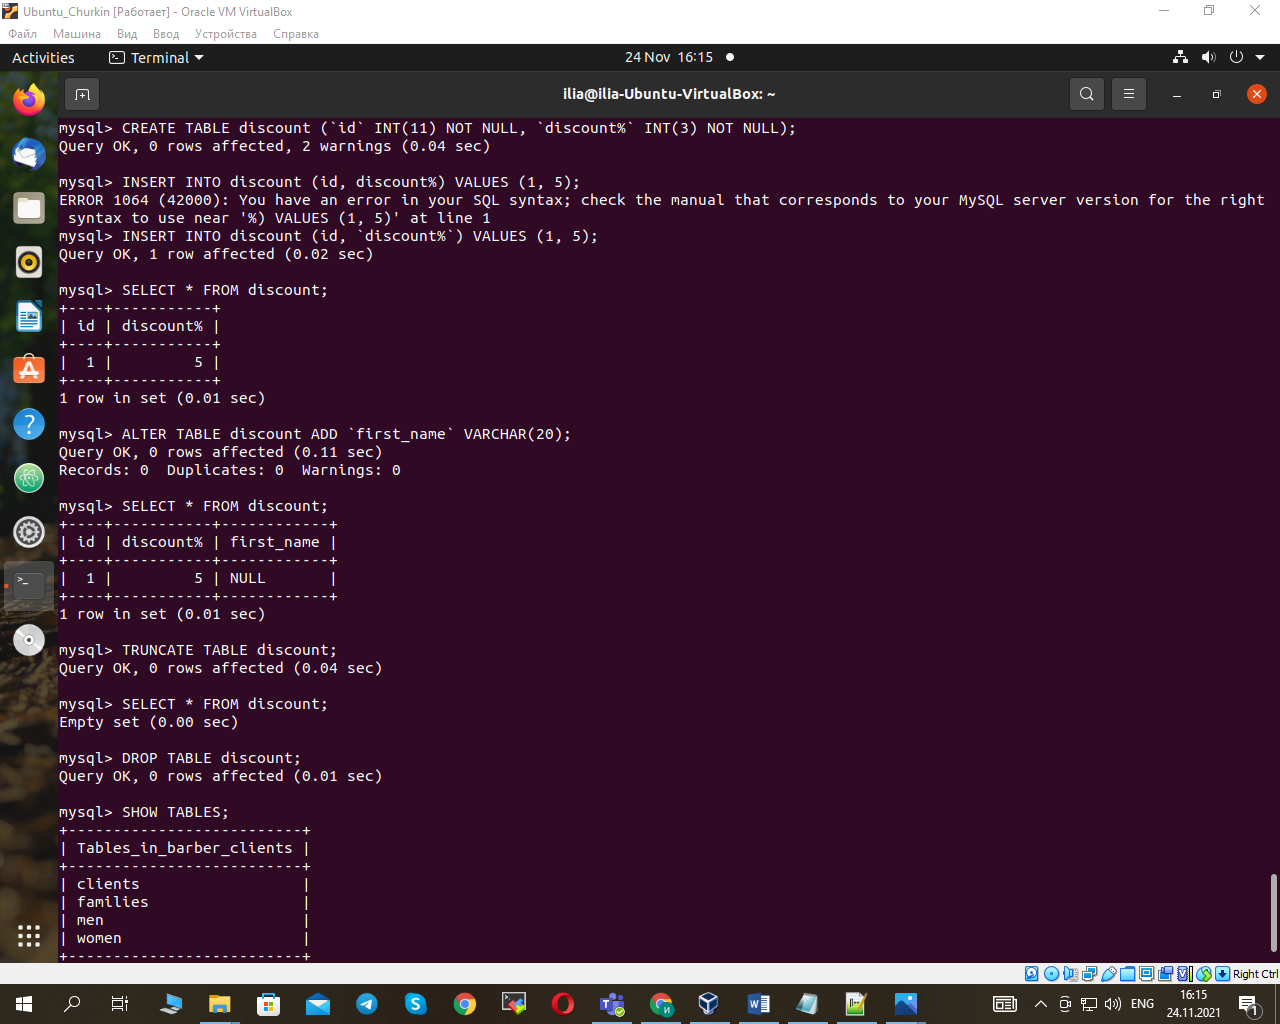 Ubuntu_Churkin [Работает] - Oracle VM VirtualBox
Файл Машина Вид Ввод Устройства Справка
Activities Terminal 24 Nov 16:15
ilia@ilia-Ubuntu-VirtualBox: ~
mysql> CREATE TABLE discount (`id` INT(11) NOT NULL, `discount%` INT(3) NOT NULL);
Query OK, 0 rows affected, 2 warnings (0.04 sec)
mysql> INSERT INTO discount (id, discount%) VALUES (1, 5);
ERROR 1064 (42000): You have an error in your SQL syntax; check the manual that corresponds to your MySQL server version for the right
 syntax to use near '%) VALUES (1, 5)' at line 1
mysql> INSERT INTO discount (id, `discount%`) VALUES (1, 5);
Query OK, 1 row affected (0.02 sec)
mysql> SELECT * FROM discount;
+----+-----------+
| id | discount% |
+----+-----------+
|  1 |         5 |
+----+-----------+
1 row in set (0.01 sec)
mysql> ALTER TABLE discount ADD `first_name` VARCHAR(20);
Query OK, 0 rows affected (0.11 sec)
Records: 0  Duplicates: 0  Warnings: 0
mysql> SELECT * FROM discount;
+----+-----------+------------+
| id | discount% | first_name |
+----+-----------+------------+
|  1 |         5 | NULL       |
+----+-----------+------------+
1 row in set (0.01 sec)
mysql> TRUNCATE TABLE discount;
Query OK, 0 rows affected (0.04 sec)
mysql> SELECT * FROM discount;
Empty set (0.00 sec)
mysql> DROP TABLE discount;
Query OK, 0 rows affected (0.01 sec)
mysql> SHOW TABLES;
+--------------------------+
| Tables_in_barber_clients |
+--------------------------+
| clients                  |
| families                 |
| men                      |
| women                    |
+--------------------------+
Right Ctrl
ENG
16:15
24.11.2021
1